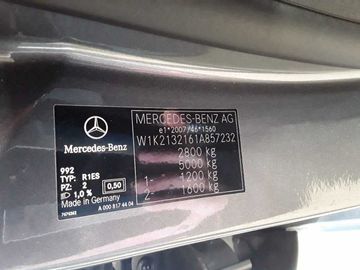 Mercedes-Benz
992
TYP: R1ES
PZ: 2
1,0 % 0,50
Made in Germany
A 000 817 44 04
MERCEDES-BENZ AG
e1*2007/46*1560
W1K2132161A857232
2800 kg
5000 kg
1- 1200 kg
2- 1600 kg